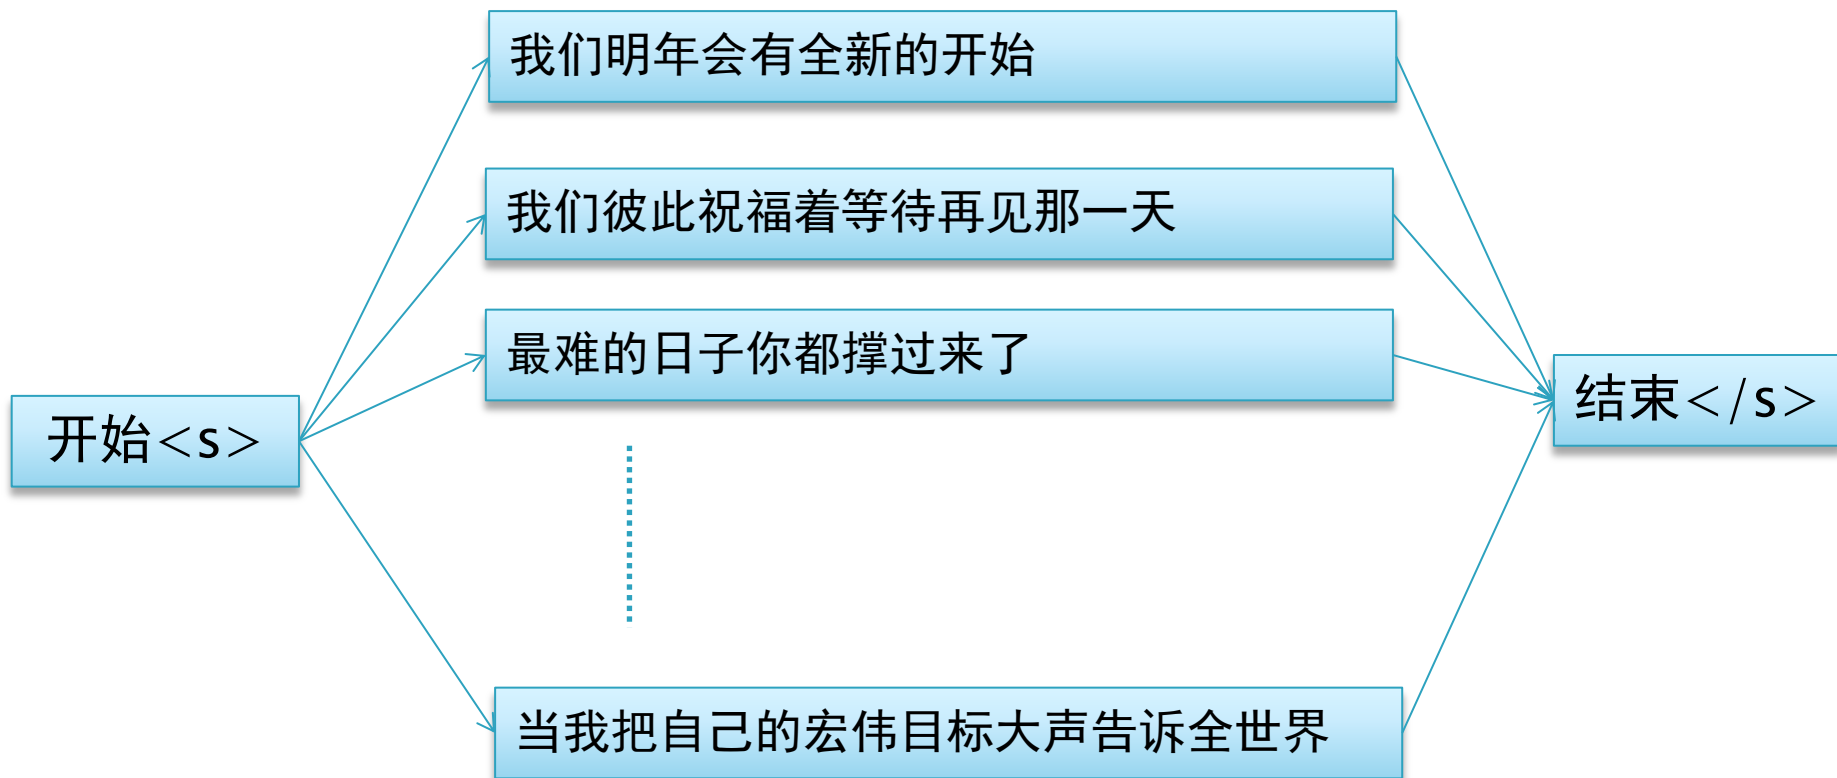 我们明年会有全新的开始
我们彼此祝福着等待再见那一天
最难的日子你都撑过来了
开始<s>
结束</s>
当我把自己的宏伟目标大声告诉全世界